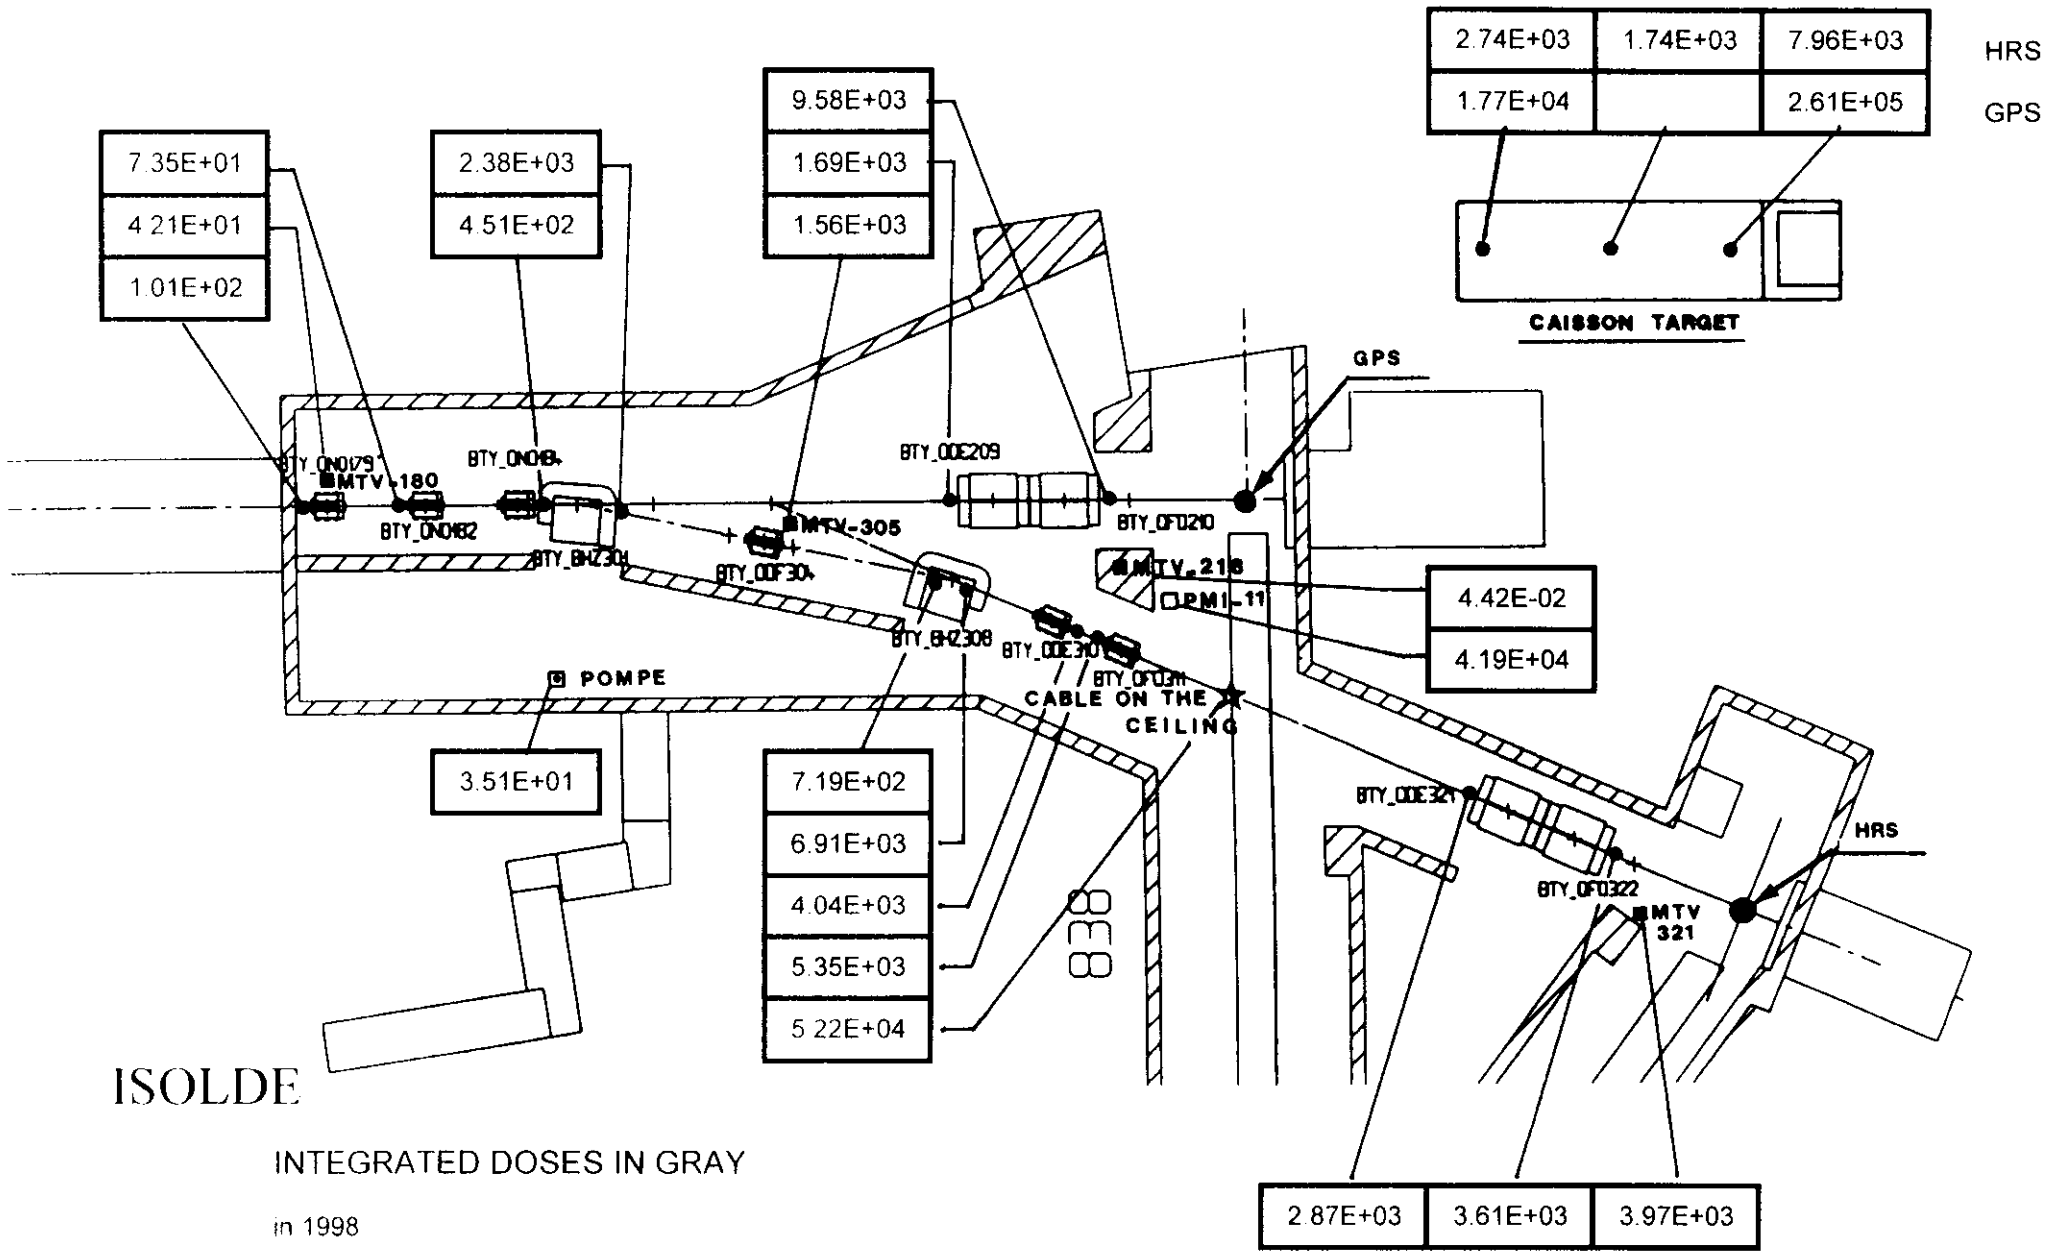 2.74E+03 1.74E+03 7.96E+03 HRS
1.77E+04 2.61E+05 GPS
CAISSON TARGET
9.58E+03
1.69E+03
1.56E+03
7.35E+01
4 21E+01
1.01E+02
2.38E+03
4.51E+02
GPS
BTY_QDE209
BTY_QN0179
MTV-180
BTY_QN0182
BTY_QN0184
BTY_BHZ301
MTV-305
BTY_QDF304
BTY_QF0210
MTV-216
PMI-11
4.42E-02
4.19E+04
BTY_BHZ308
BTY_QDE310
BTY_QF0311
CABLE ON THE
CEILING
POMPE
3.51E+01
7.19E+02
6.91E+03
4.04E+03
5.35E+03
5 22E+04
BTY_QDE321
HRS
BTY_QF0322
MTV
321
ISOLDE
INTEGRATED DOSES IN GRAY
in 1998
2.87E+03 3.61E+03 3.97E+03